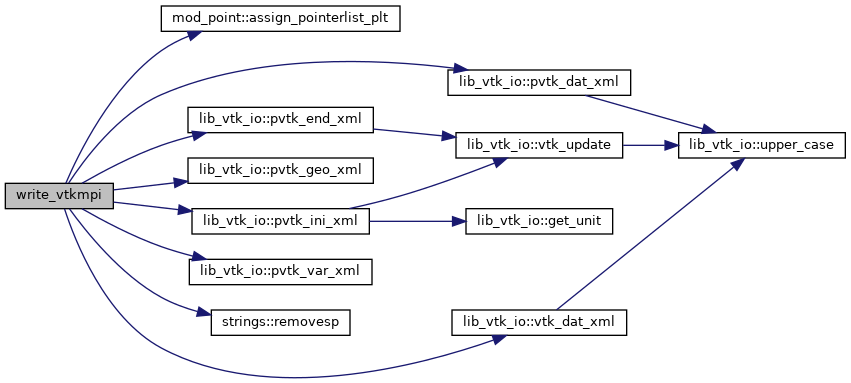 mod_point::assign_pointerlist_plt
lib_vtk_io::pvtk_dat_xml
lib_vtk_io::pvtk_end_xml
lib_vtk_io::vtk_update
lib_vtk_io::upper_case
lib_vtk_io::pvtk_geo_xml
write_vtkmpi
lib_vtk_io::pvtk_ini_xml
lib_vtk_io::get_unit
lib_vtk_io::pvtk_var_xml
strings::removesp
lib_vtk_io::vtk_dat_xml